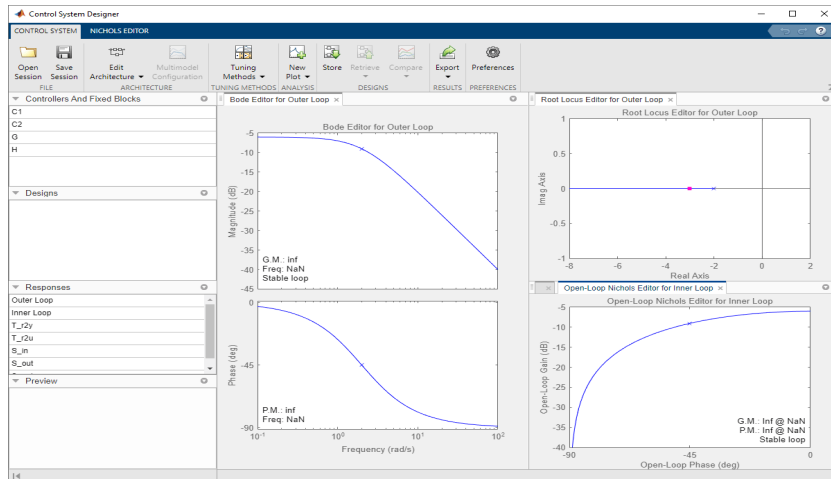 Control System Designer
CONTROL SYSTEM
NICHOLS EDITOR
Open Session
Save Session
Edit Architecture
Multimodel Configuration
Tuning Methods
New Plot
Store
Retrieve
Compare
Export
Preferences
FILE
ARCHITECTURE
TUNING METHODS
ANALYSIS
DESIGNS
RESULTS
PREFERENCES
Controllers And Fixed Blocks
C1
C2
G
H
Designs
Responses
Outer Loop
Inner Loop
T_r2y
T_r2u
S_in
S_out
Preview
Bode Editor for Outer Loop
Bode Editor for Outer Loop
Magnitude (dB)
-5
-10
-15
-20
-25
-30
-35
-40
-45
G.M.: inf
Freq: NaN
Stable loop
Phase (deg)
0
-45
-90
P.M.: inf
Freq: NaN
10^-1
10^0
10^1
10^2
Frequency (rad/s)
Root Locus Editor for Outer Loop
Root Locus Editor for Outer Loop
Imag Axis
1
0.5
0
-0.5
-1
-8
-6
-4
-2
0
2
Real Axis
Open-Loop Nichols Editor for Inner Loop
Open-Loop Nichols Editor for Inner Loop
Open-Loop Gain (dB)
-5
-10
-15
-20
-25
-30
-35
-40
G.M.: Inf @ NaN
P.M.: Inf @ NaN
Stable loop
-90
-45
0
Open-Loop Phase (deg)